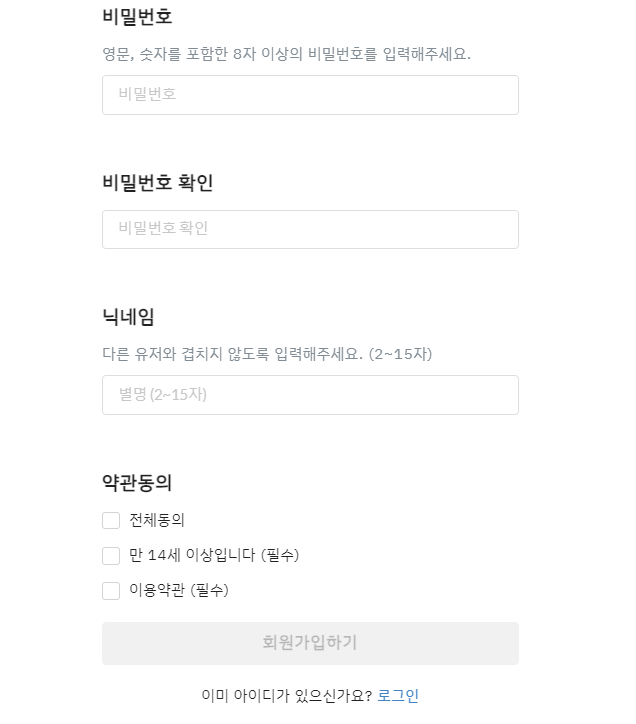 비밀번호
영문, 숫자를 포함한 8자 이상의 비밀번호를 입력해주세요.
비밀번호
비밀번호 확인
비밀번호 확인
닉네임
다른 유저와 겹치지 않도록 입력해주세요. (2~15자)
별명 (2~15자)
약관동의
전체동의
만 14세 이상입니다 (필수)
이용약관 (필수)
회원가입하기
이미 아이디가 있으신가요? 로그인